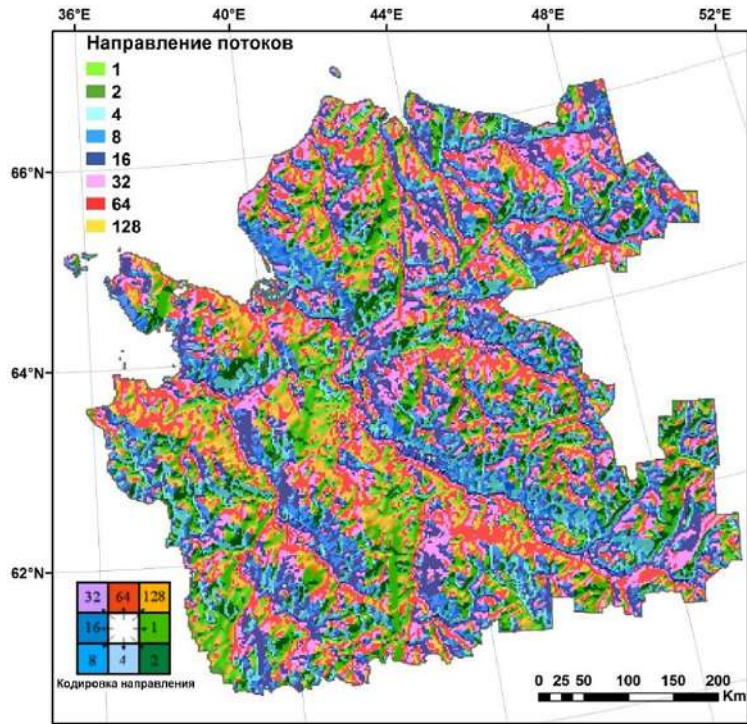 36°E 40°E 44°E 48°E 52°E
Направление потоков
1
2
4
8
16
32
64
128
66°N
64°N
62°N
32 64 128
16 1
8 4 2
Кодировка направления
0 25 50 100 150 200
Km